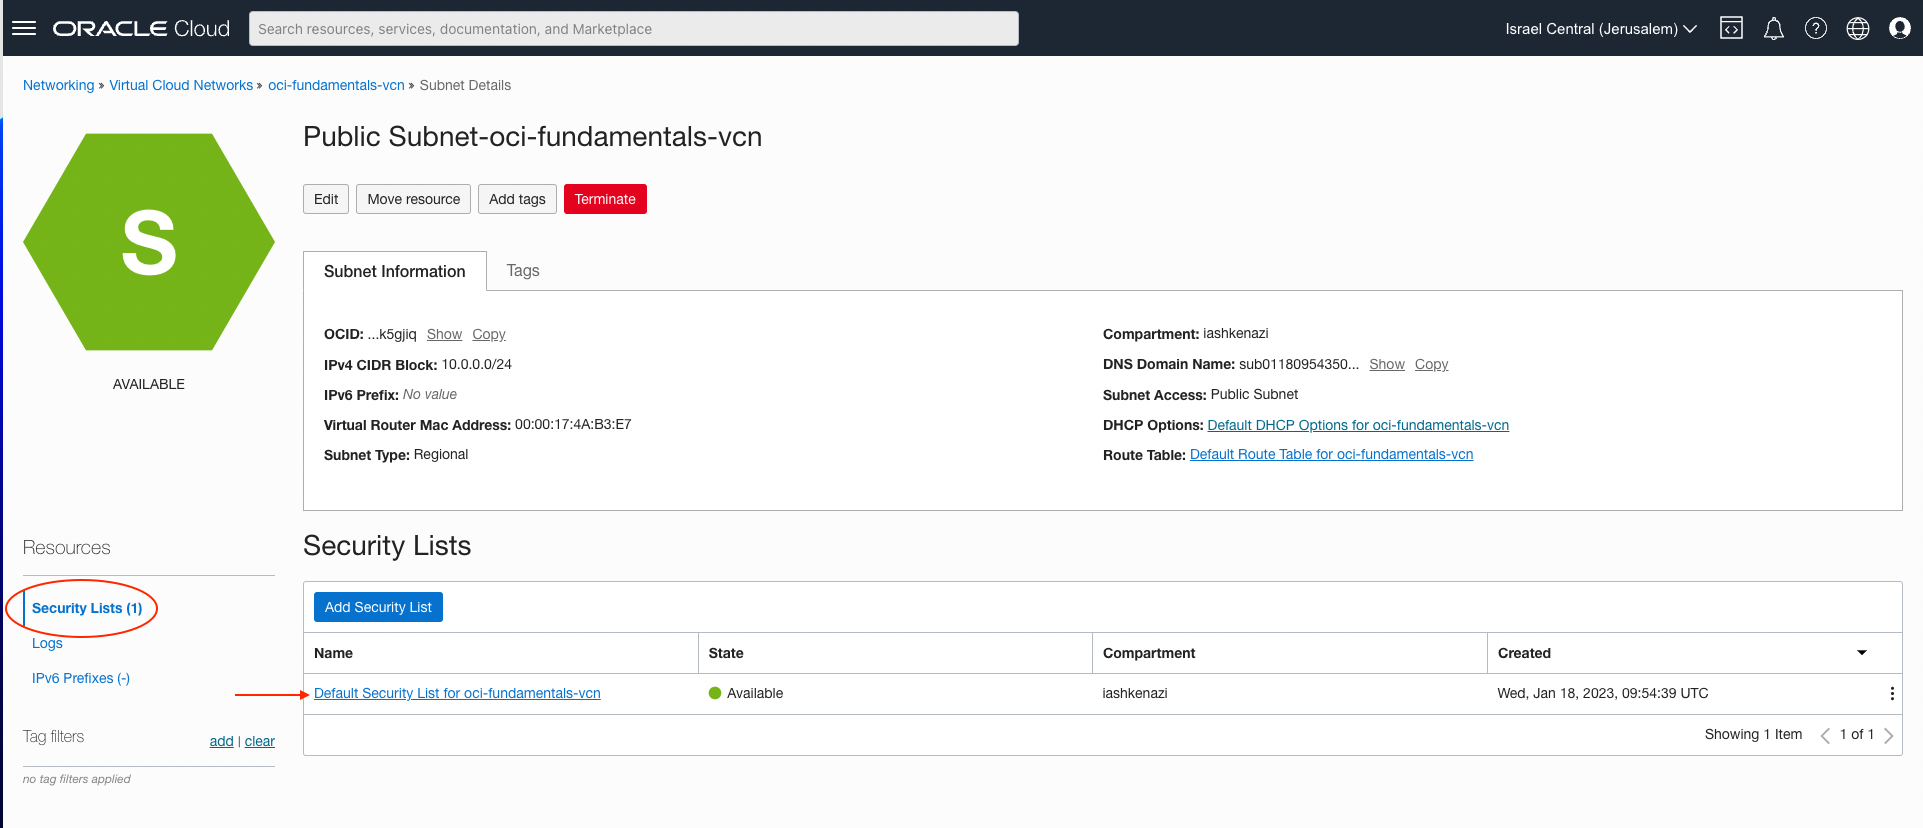 ORACLE Cloud
Search resources, services, documentation, and Marketplace
Israel Central (Jerusalem)
Networking » Virtual Cloud Networks » oci-fundamentals-vcn » Subnet Details
S
AVAILABLE
Public Subnet-oci-fundamentals-vcn
Edit
Move resource
Add tags
Terminate
Subnet Information
Tags
OCID: ...k5gjiq Show Copy
IPv4 CIDR Block: 10.0.0.0/24
IPv6 Prefix: No value
Virtual Router Mac Address: 00:00:17:4A:B3:E7
Subnet Type: Regional
Compartment: iashkenazi
DNS Domain Name: sub01180954350... Show Copy
Subnet Access: Public Subnet
DHCP Options: Default DHCP Options for oci-fundamentals-vcn
Route Table: Default Route Table for oci-fundamentals-vcn
Resources
Security Lists (1)
Logs
IPv6 Prefixes (-)
Tag filters
add | clear
no tag filters applied
Security Lists
Add Security List
Name State Compartment Created
Default Security List for oci-fundamentals-vcn Available iashkenazi Wed, Jan 18, 2023, 09:54:39 UTC
Showing 1 Item 1 of 1